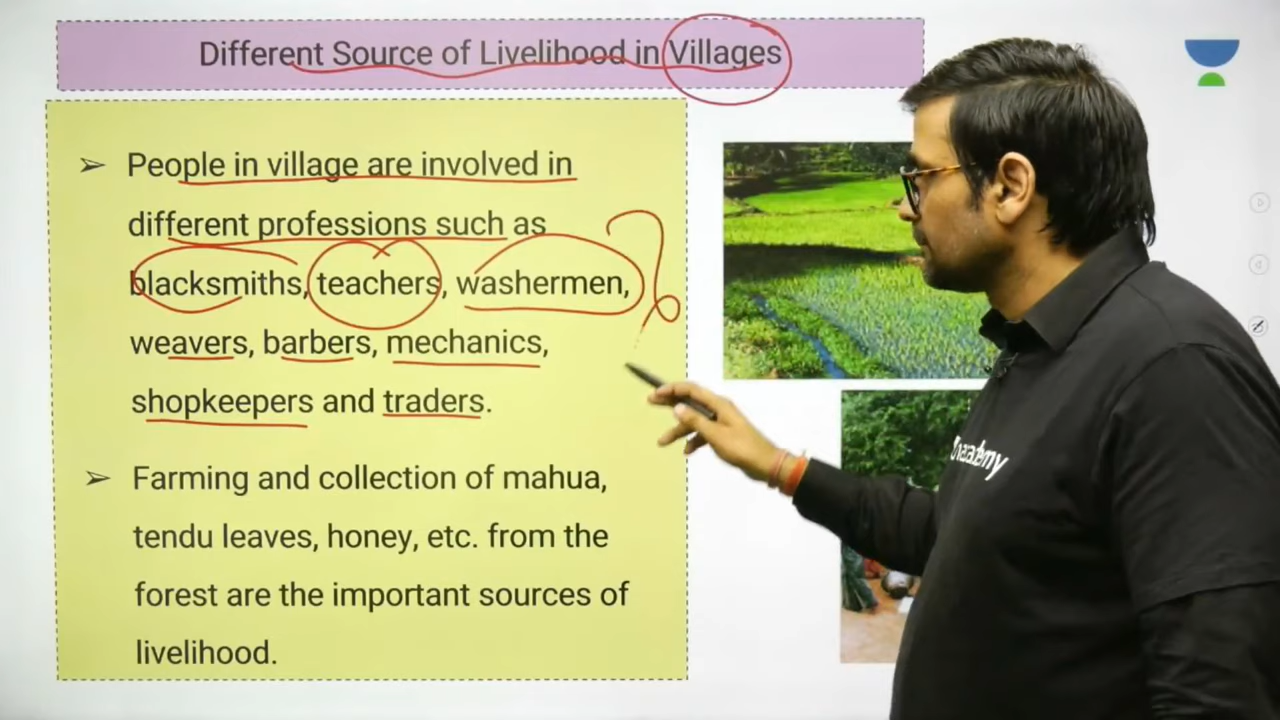 Different Source of Livelihood in Villages
➢ People in village are involved in
different professions such as
blacksmiths, teachers, washermen,
weavers, barbers, mechanics,
shopkeepers and traders.
➢ Farming and collection of mahua,
tendu leaves, honey, etc. from the
forest are the important sources of
livelihood.